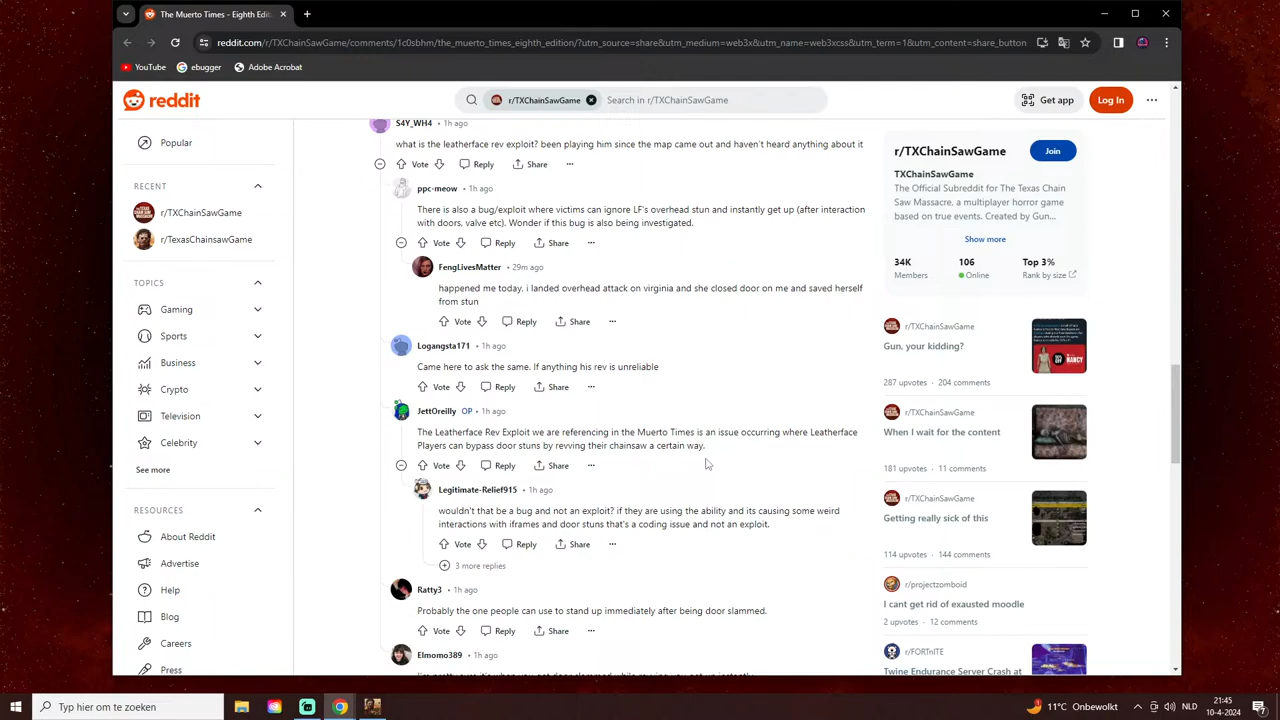 The Muerto Times - Eighth Edit
reddit.com/r/TXChainSawGame/comments/1c0sbhm/the_muerto_times_eighth_edition/?utm_source=share&utm_medium=web3x&utm_name=web3xcss&utm_term=1&utm_content=share_button
YouTube
ebugger
Adobe Acrobat
reddit
r/TXChainSawGame
Search in r/TXChainSawGame
Get app
Log In
Popular
RECENT
r/TXChainSawGame
r/TexasChainsawGame
TOPICS
Gaming
Sports
Business
Crypto
Television
Celebrity
See more
RESOURCES
About Reddit
Advertise
Help
Blog
Careers
Press
S4Y_WH4 • 1h ago
what is the leatherface rev exploit? been playing him since the map came out and haven't heard anything about it
Vote Reply Share
ppc-meow • 1h ago
There is also a bug/exploit where victims can ignore LF's overhead stun and instantly get up (after interaction
with doors, valve etc). Wonder if this bug is also being investigated.
Vote Reply Share
FengLivesMatter • 29m ago
happened me today. i landed overhead attack on virginia and she closed door on me and saved herself
from stun
Vote Reply Share
Logangsta171 • 1h ago
Came here to ask the same. If anything his rev is unreliable
Vote Reply Share
JettOreilly OP • 1h ago
The Leatherface Rev Exploit we are referencing in the Muerto Times is an issue occurring where Leatherface
Players can bypass door stuns by revving their chainsaw a certain way.
Vote Reply Share
Legitimate-Relief915 • 1h ago
wouldn't that be a bug and not an exploit? if they are using the ability and its causing some weird
interactions with iframes and door stuns that's a coding issue and not an exploit.
Vote Reply Share
3 more replies
Ratty3 • 1h ago
Probably the one people can use to stand up immediately after being door slammed.
Vote Reply Share
Elmomo389 • 1h ago
r/TXChainSawGame
Join
TXChainSawGame
The Official Subreddit for The Texas Chain
Saw Massacre, a multiplayer horror game
based on true events. Created by Gun...
Show more
34K 106 Top 3%
Members Online Rank by size
r/TXChainSawGame
Gun, your kidding?
287 upvotes • 204 comments
r/TXChainSawGame
When I wait for the content
181 upvotes • 11 comments
r/TXChainSawGame
Getting really sick of this
114 upvotes • 144 comments
r/projectzomboid
I cant get rid of exausted moodle
2 upvotes • 12 comments
r/FORTnITE
Twine Endurance Server Crash at
Typ hier om te zoeken
11°C Onbewolkt
NLD
21:45
10-4-2024